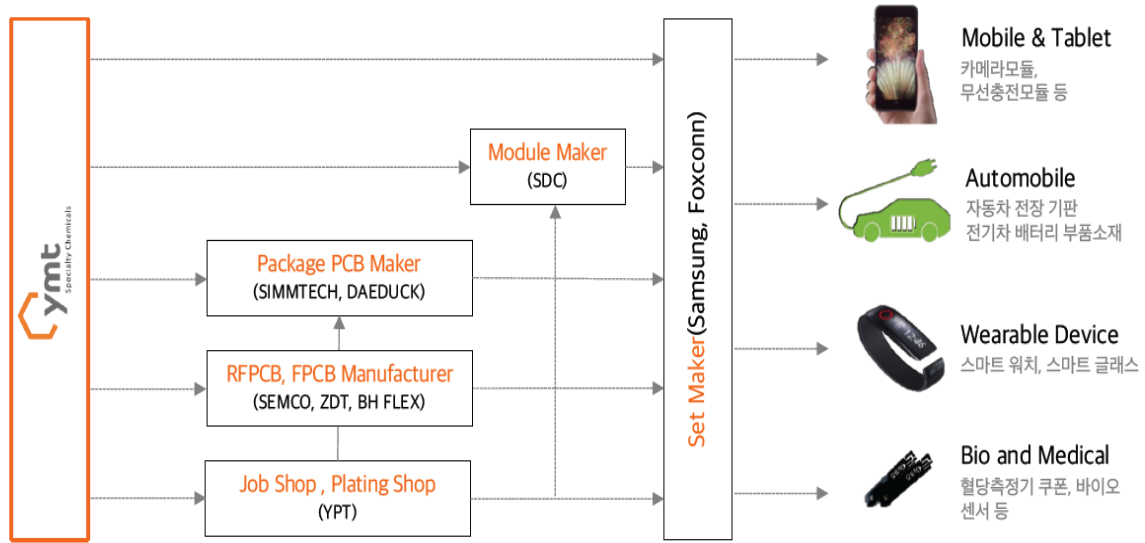 ymt
Specialty Chemicals
Module Maker
(SDC)
Package PCB Maker
(SIMMTECH, DAEDUCK)
RFPCB, FPCB Manufacturer
(SEMCO, ZDT, BH FLEX)
Job Shop , Plating Shop
(YPT)
Set Maker(Samsung, Foxconn)
Mobile & Tablet
카메라모듈,
무선충전모듈 등
Automobile
자동차 전장 기판
전기차 배터리 부품소재
12:46
Wearable Device
스마트 워치, 스마트 글래스
Bio and Medical
혈당측정기 쿠폰, 바이오
센서 등